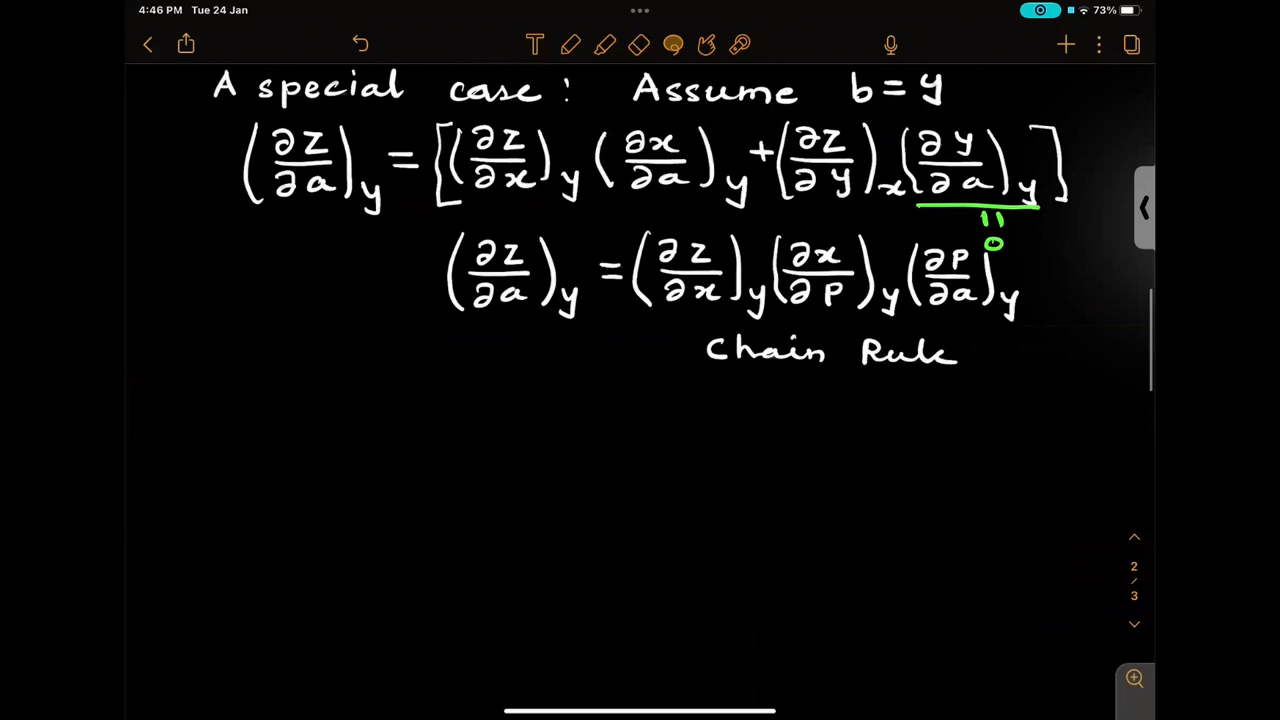 4:46 PM Tue 24 Jan
73%
A special case: Assume b = y
(∂z/∂a)_y = [(∂z/∂x)_y (∂x/∂a)_y + (∂z/∂y)_x (∂y/∂a)_y]
=
0
(∂z/∂a)_y = (∂z/∂x)_y (∂x/∂P)_y (∂P/∂a)_y
Chain Rule
2
/
3